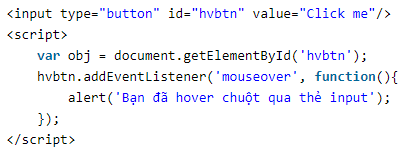 <input type="button" id="hvbtn" value="Click me"/>
<script>
    var obj = document.getElementById('hvbtn');
    hvbtn.addEventListener('mouseover', function(){
        alert('Bạn đã hover chuột qua thẻ input');
    });
</script>